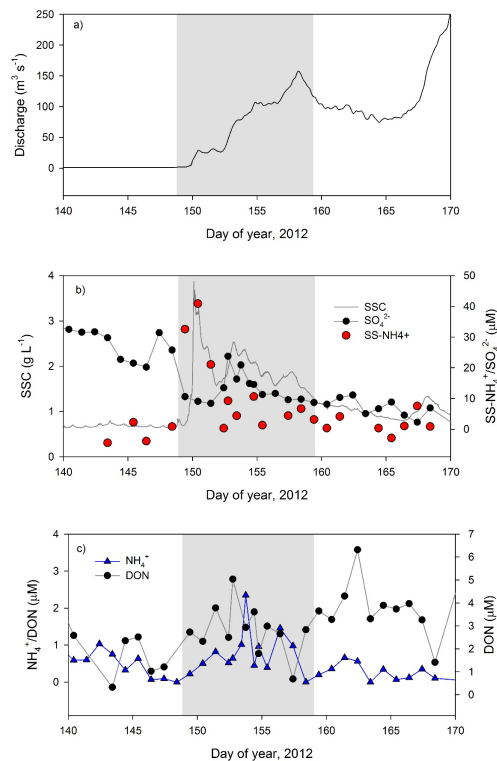 a)
250
200
150
100
50
0
Discharge (m³ s⁻¹)
140 145 150 155 160 165 170
Day of year, 2012
b)
4
3
2
1
0
SSC (g L⁻¹)
SSC
SO₄²⁻
SS-NH4+
50
40
30
20
10
0
SS-NH₄⁺/SO₄²⁻ (µM)
140 145 150 155 160 165 170
Day of year, 2012
c)
NH₄⁺
DON
4
3
2
1
0
NH₄⁺/DON (µM)
7
6
5
4
3
2
1
0
DON (µM)
140 145 150 155 160 165 170
Day of year, 2012